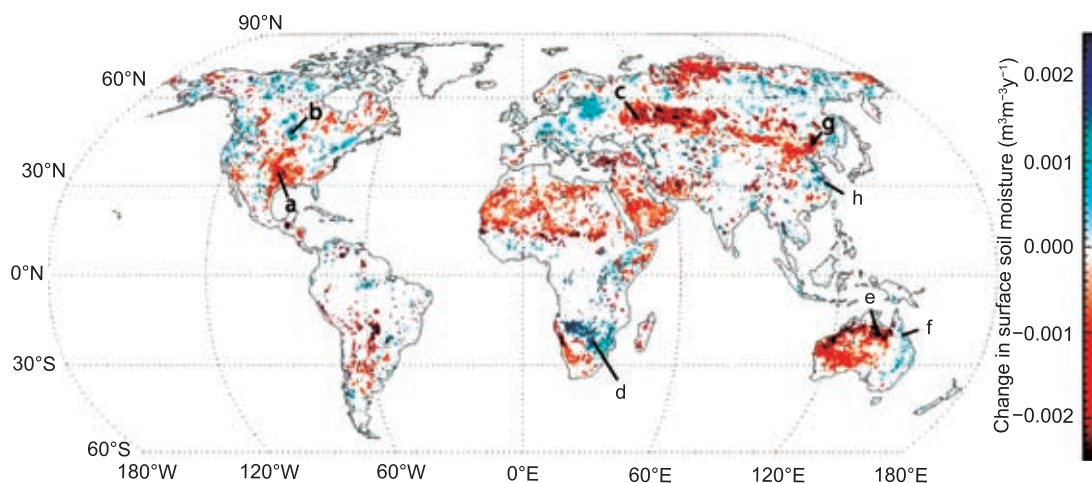 90°N
60°N
30°N
0°N
30°S
60°S
180°W 120°W 60°W 0°E 60°E 120°E 180°E
a
b
c
d
e
f
g
h
0.002
0.001
0.000
−0.001
−0.002
Change in surface soil moisture (m³m⁻³y⁻¹)